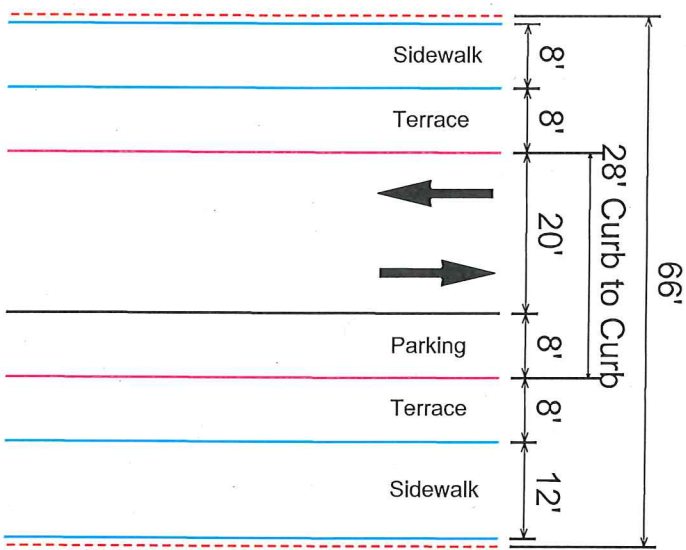 Sidewalk
8'
Terrace
8'
20'
28' Curb to Curb
66'
Parking
8'
Terrace
8'
Sidewalk
12'